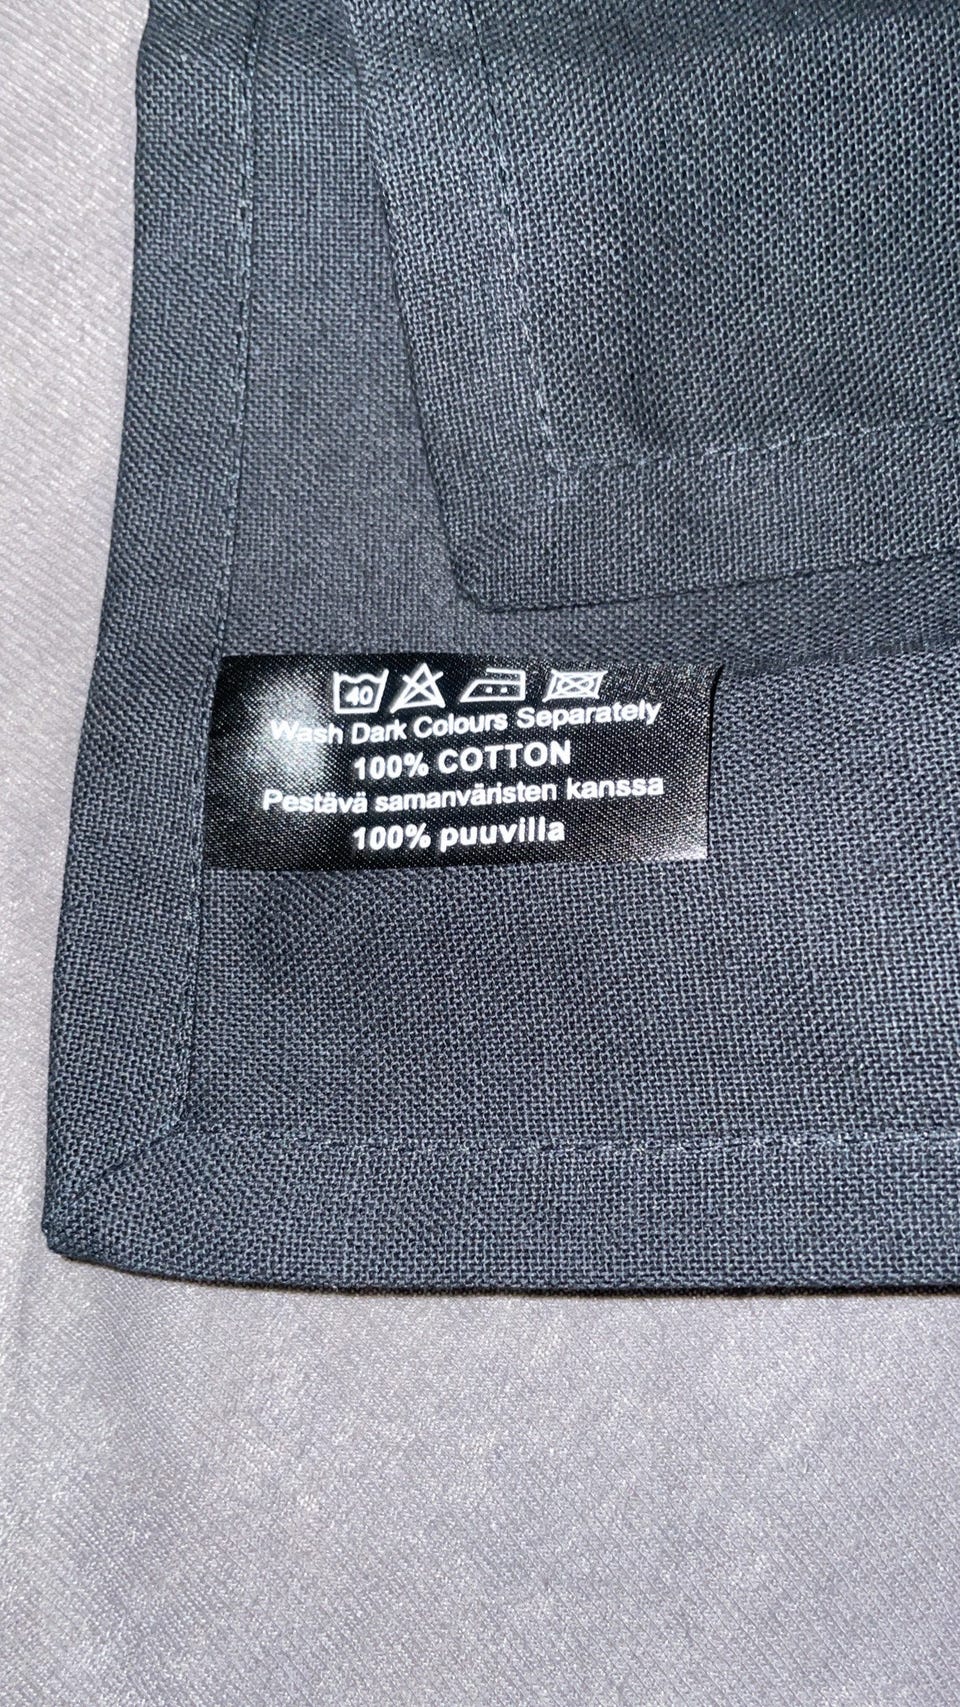 40
Wash Dark Colours Separately
100% COTTON
Pestävä samanväristen kanssa
100% puuvilla